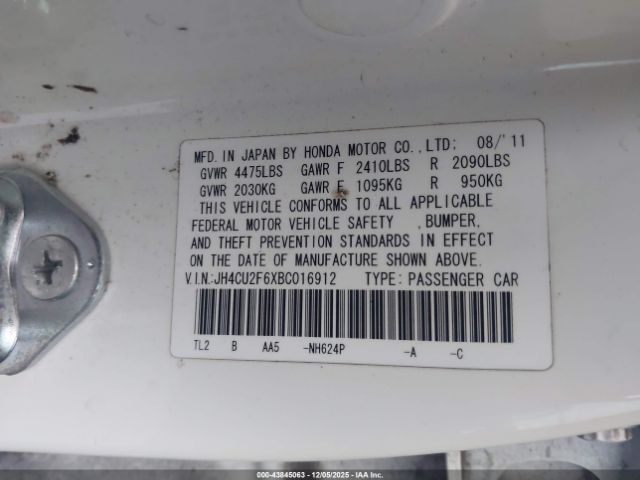 MFD. IN JAPAN BY HONDA MOTOR CO., LTD; 08/'11
GVWR 4475LBS GAWR F 2410LBS R 2090LBS
GVWR 2030KG GAWR F 1095KG R 950KG
THIS VEHICLE CONFORMS TO ALL APPLICABLE
FEDERAL MOTOR VEHICLE SAFETY , BUMPER,
AND THEFT PREVENTION STANDARDS IN EFFECT
ON THE DATE OF MANUFACTURE SHOWN ABOVE.
V.I.N.:JH4CU2F6XBC016912 TYPE: PASSENGER CAR
TL2 B AA5 -NH624P -A -C
© - 43845063 - 12/05/2025 - IAA Corp.